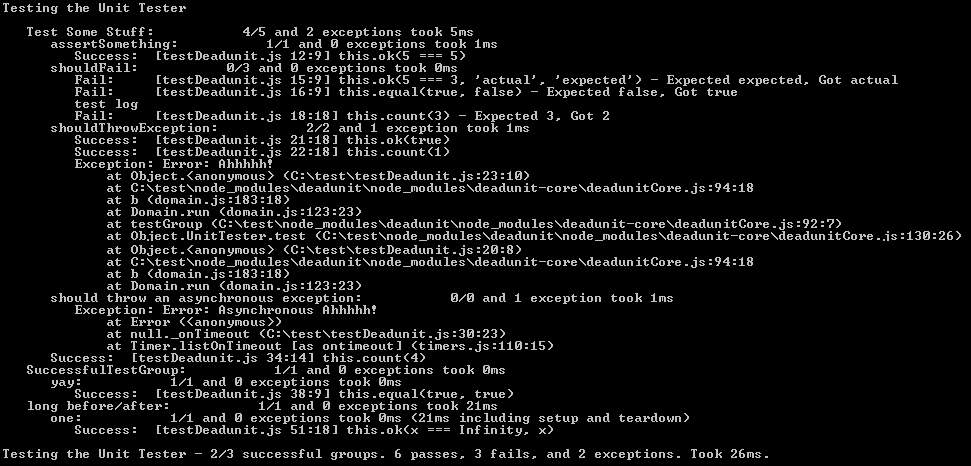 Testing the Unit Tester
Test Some Stuff: 4/5 and 2 exceptions took 5ms
assertSomething: 1/1 and 0 exceptions took 1ms
Success: [testDeadunit.js 12:9] this.ok(5 === 5)
shouldFail: 0/3 and 0 exceptions took 0ms
Fail: [testDeadunit.js 15:9] this.ok(5 === 3, 'actual', 'expected') - Expected expected, Got actual
Fail: [testDeadunit.js 16:9] this.equal(true, false) - Expected false, Got true
test log
Fail: [testDeadunit.js 18:18] this.count(3) - Expected 3, Got 2
shouldThrowException: 2/2 and 1 exception took 1ms
Success: [testDeadunit.js 21:18] this.ok(true)
Success: [testDeadunit.js 22:18] this.count(1)
Exception: Error: Ahhhhh!
at Object.<anonymous> (C:\test\testDeadunit.js:23:10)
at C:\test\node_modules\deadunit\node_modules\deadunit-core\deadunitCore.js:94:18
at b (domain.js:183:18)
at Domain.run (domain.js:123:23)
at testGroup (C:\test\node_modules\deadunit\node_modules\deadunit-core\deadunitCore.js:92:7)
at Object.UnitTester.test (C:\test\node_modules\deadunit\node_modules\deadunit-core\deadunitCore.js:130:26)
at Object.<anonymous> (C:\test\testDeadunit.js:20:8)
at C:\test\node_modules\deadunit\node_modules\deadunit-core\deadunitCore.js:94:18
at b (domain.js:183:18)
at Domain.run (domain.js:123:23)
should throw an asynchronous exception: 0/0 and 1 exception took 1ms
Exception: Error: Asynchronous Ahhhhh!
at Error (<anonymous>)
at null._onTimeout (C:\test\testDeadunit.js:30:23)
at Timer.listOnTimeout [as ontimeout] (timers.js:110:15)
Success: [testDeadunit.js 34:14] this.count(4)
SuccessfulTestGroup: 1/1 and 0 exceptions took 0ms
yay: 1/1 and 0 exceptions took 0ms
Success: [testDeadunit.js 38:9] this.equal(true, true)
long before/after: 1/1 and 0 exceptions took 21ms
one: 1/1 and 0 exceptions took 0ms (21ms including setup and teardown)
Success: [testDeadunit.js 51:18] this.ok(x === Infinity, x)
Testing the Unit Tester - 2/3 successful groups. 6 passes, 3 fails, and 2 exceptions. Took 26ms.